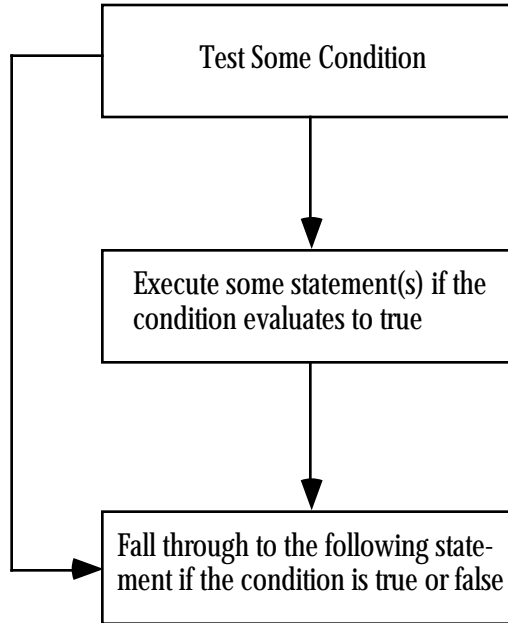 Test Some Condition
Execute some statement(s) if the
condition evaluates to true
Fall through to the following state-
ment if the condition is true or false